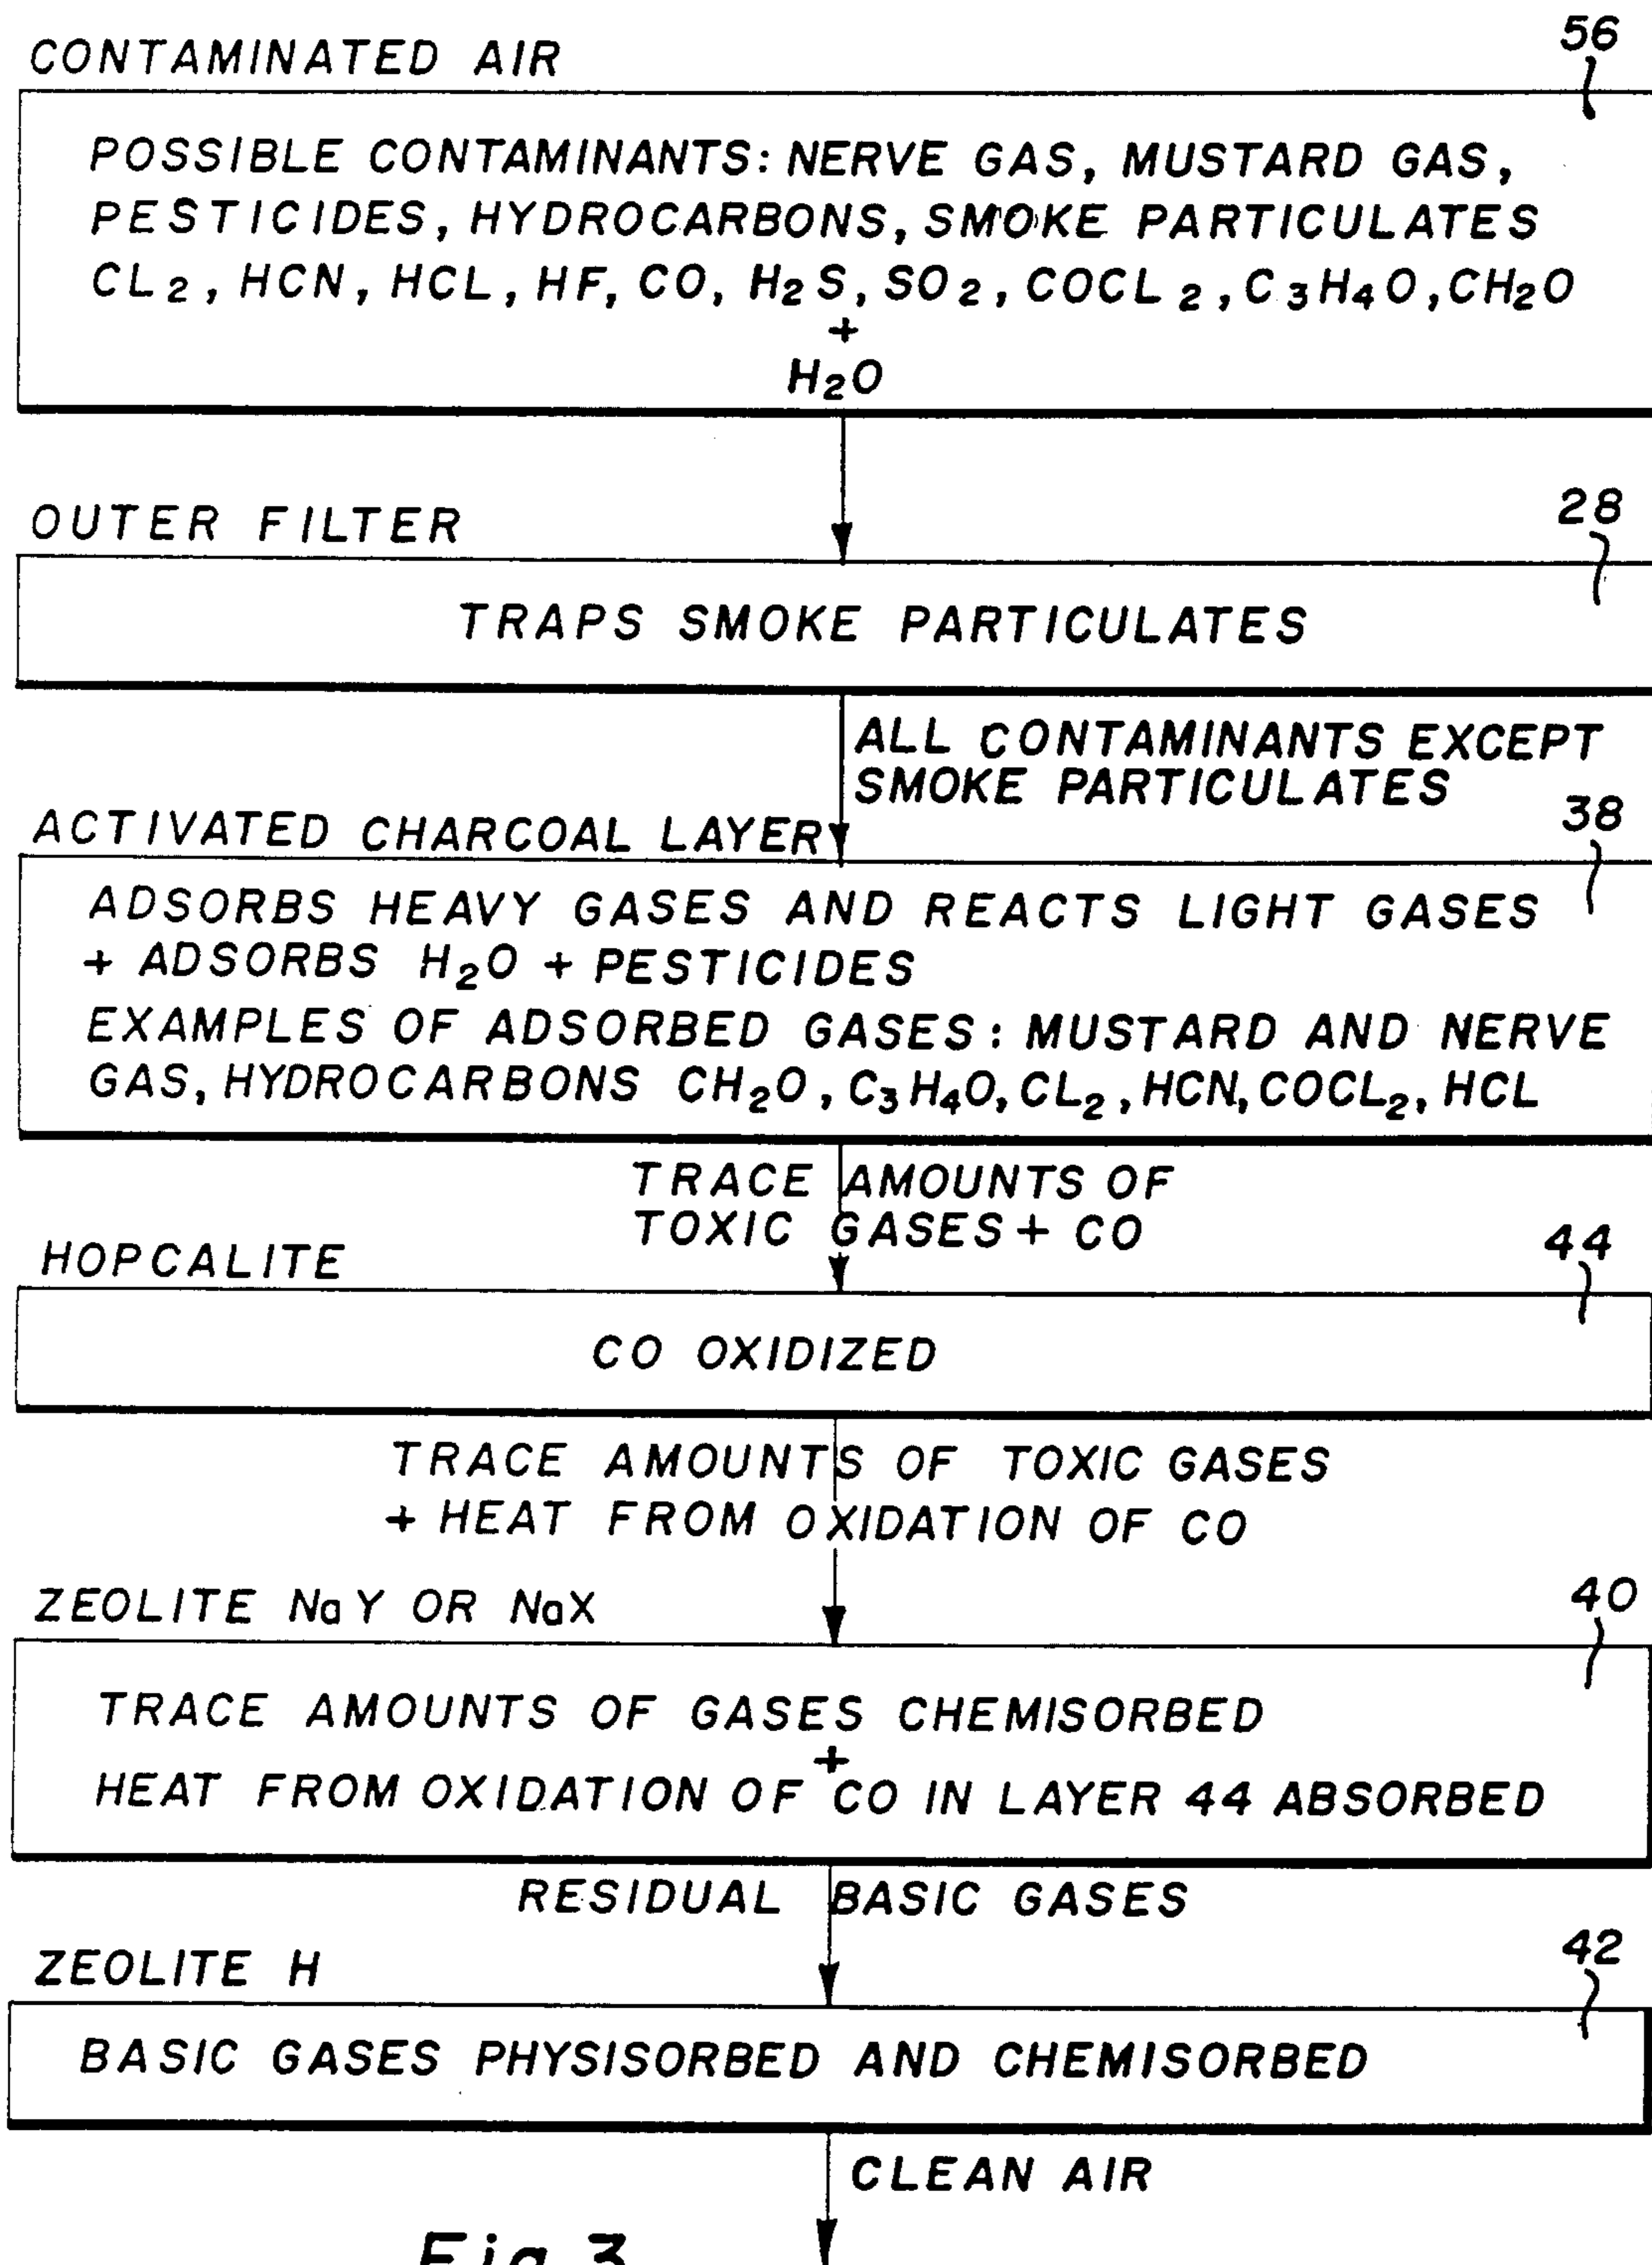 CONTAMINATED AIR
56
POSSIBLE CONTAMINANTS: NERVE GAS, MUSTARD GAS,
PESTICIDES, HYDROCARBONS, SMOKE PARTICULATES
CL2, HCN, HCL, HF, CO, H2S, SO2, COCL2, C3H4O, CH2O
+
H2O
OUTER FILTER
28
TRAPS SMOKE PARTICULATES
ALL CONTAMINANTS EXCEPT
SMOKE PARTICULATES
ACTIVATED CHARCOAL LAYER
38
ADSORBS HEAVY GASES AND REACTS LIGHT GASES
+ ADSORBS H2O + PESTICIDES
EXAMPLES OF ADSORBED GASES: MUSTARD AND NERVE
GAS, HYDROCARBONS CH2O, C3H4O, CL2, HCN, COCL2, HCL
TRACE AMOUNTS OF
TOXIC GASES + CO
HOPCALITE
44
CO OXIDIZED
TRACE AMOUNTS OF TOXIC GASES
+ HEAT FROM OXIDATION OF CO
ZEOLITE NaY OR NaX
40
TRACE AMOUNTS OF GASES CHEMISORBED
+
HEAT FROM OXIDATION OF CO IN LAYER 44 ABSORBED
RESIDUAL BASIC GASES
ZEOLITE H
42
BASIC GASES PHYSISORBED AND CHEMISORBED
CLEAN AIR
Fig. 3